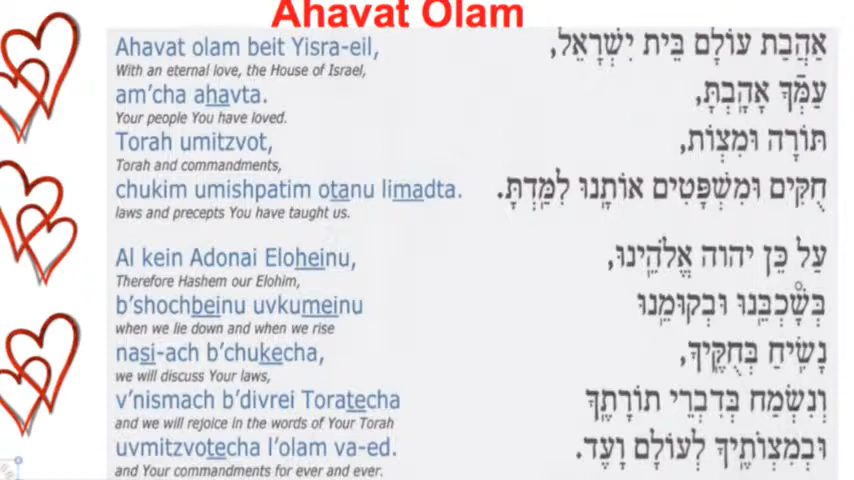 Ahavat Olam
Ahavat olam beit Yisra-eil,
אַהֲבַת עוֹלָם בֵּית יִשְׂרָאֵל,
With an eternal love, the House of Israel,
am’cha ahavta.
עַמְּךָ אָהָבְתָּ,
Your people You have loved.
Torah umitzvot,
תּוֹרָה וּמִצְוֹת,
Torah and commandments,
chukim umishpatim otanu limadta.
חֻקִּים וּמִשְׁפָּטִים אוֹתָנוּ לִמַּדְתָּ.
laws and precepts You have taught us.
Al kein Adonai Eloheinu,
עַל כֵּן יהוה אֱלֹהֵינוּ,
Therefore Hashem our Elohim,
b’shochbeinu uvkumeinu
בְּשָׁכְבֵּנוּ וּבְקוּמֵנוּ
when we lie down and when we rise
nasi-ach b’chukecha,
נָשִׂיחַ בְּחֻקֶּיךָ,
we will discuss Your laws,
v’nismach b’divrei Toratecha
וְנִשְׂמַח בְּדִבְרֵי תוֹרָתֶךָ
and we will rejoice in the words of Your Torah
uvmitzvotecha l’olam va-ed.
וּבְמִצְוֹתֶיךָ לְעוֹלָם וָעֶד.
and Your commandments for ever and ever.